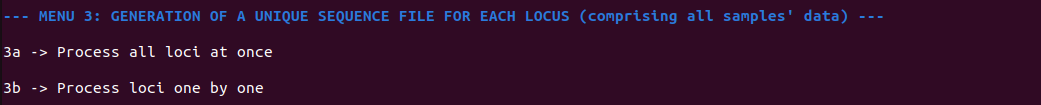 --- MENU 3: GENERATION OF A UNIQUE SEQUENCE FILE FOR EACH LOCUS (comprising all samples' data) ---
3a -> Process all loci at once
3b -> Process loci one by one